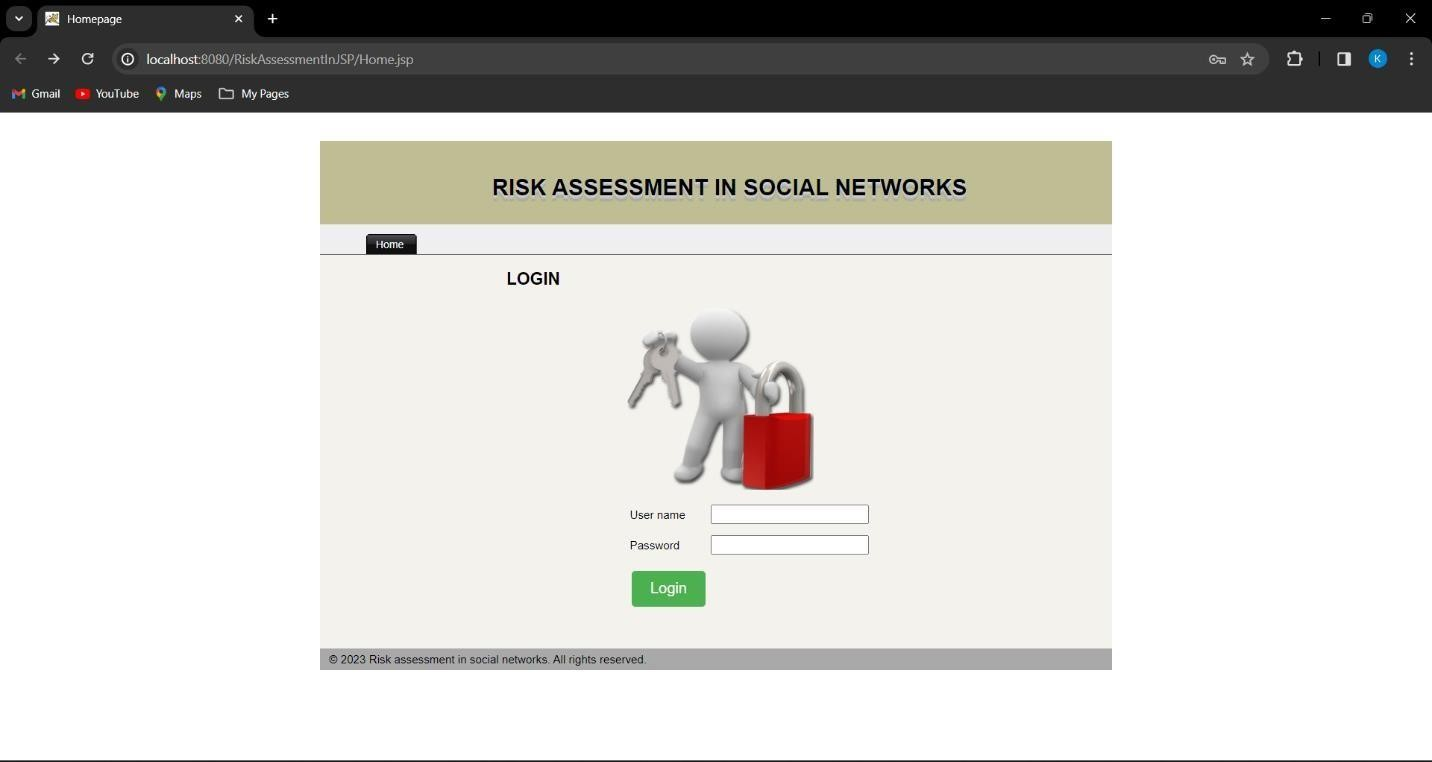 Homepage
localhost:8080/RiskAssessmentInJSP/Home.jsp
K
Gmail YouTube Maps My Pages
RISK ASSESSMENT IN SOCIAL NETWORKS
Home
LOGIN
User name
Password
Login
© 2023 Risk assessment in social networks. All rights reserved.